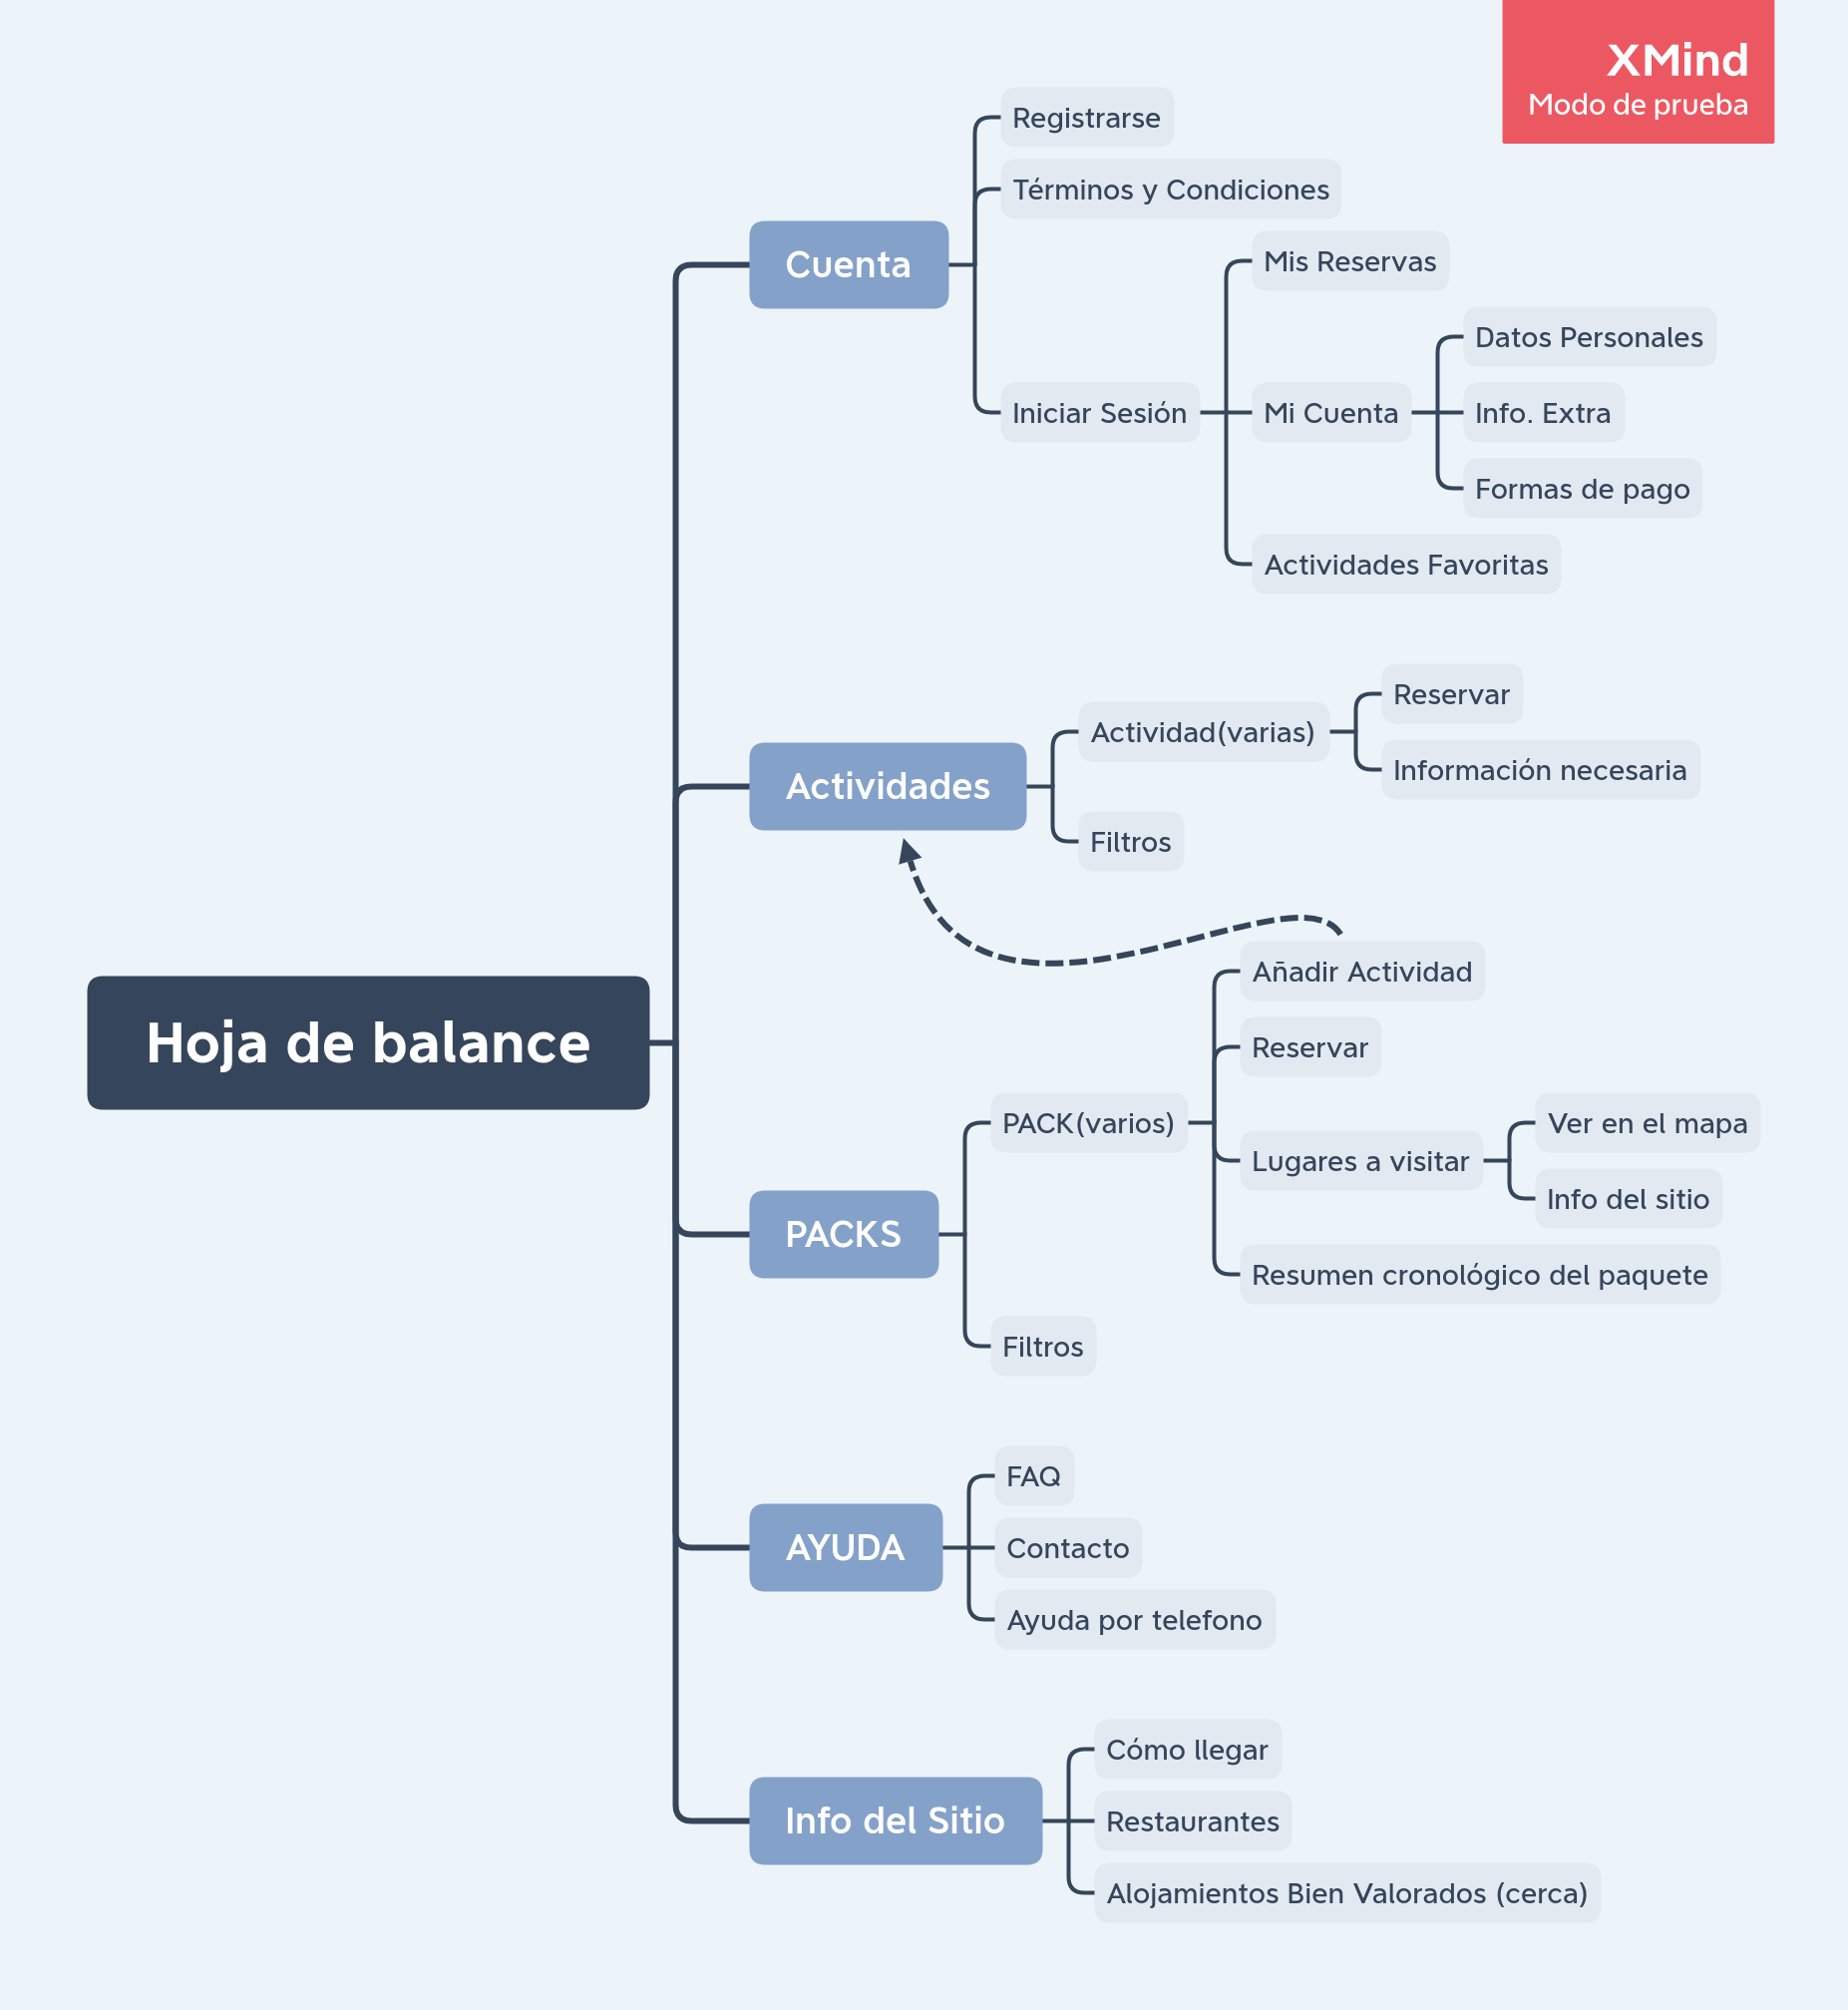 XMind
Modo de prueba
Registrarse
Términos y Condiciones
Cuenta
Mis Reservas
Datos Personales
Iniciar Sesión
Mi Cuenta
Info. Extra
Formas de pago
Actividades Favoritas
Reservar
Actividad(varias)
Información necesaria
Actividades
Filtros
Añadir Actividad
Hoja de balance
Reservar
PACK(varios)
Ver en el mapa
Lugares a visitar
Info del sitio
PACKS
Resumen cronológico del paquete
Filtros
FAQ
AYUDA
Contacto
Ayuda por telefono
Cómo llegar
Info del Sitio
Restaurantes
Alojamientos Bien Valorados (cerca)